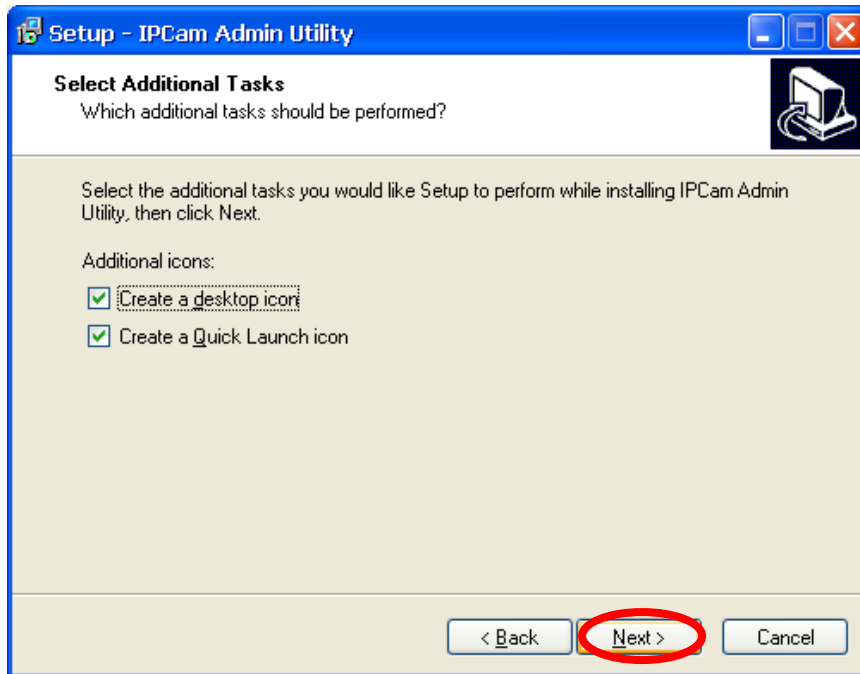 Setup - IPCam Admin Utility
Select Additional Tasks
Which additional tasks should be performed?
Select the additional tasks you would like Setup to perform while installing IPCam Admin
Utility, then click Next.
Additional icons:
Create a desktop icon
Create a Quick Launch icon
< Back Next > Cancel